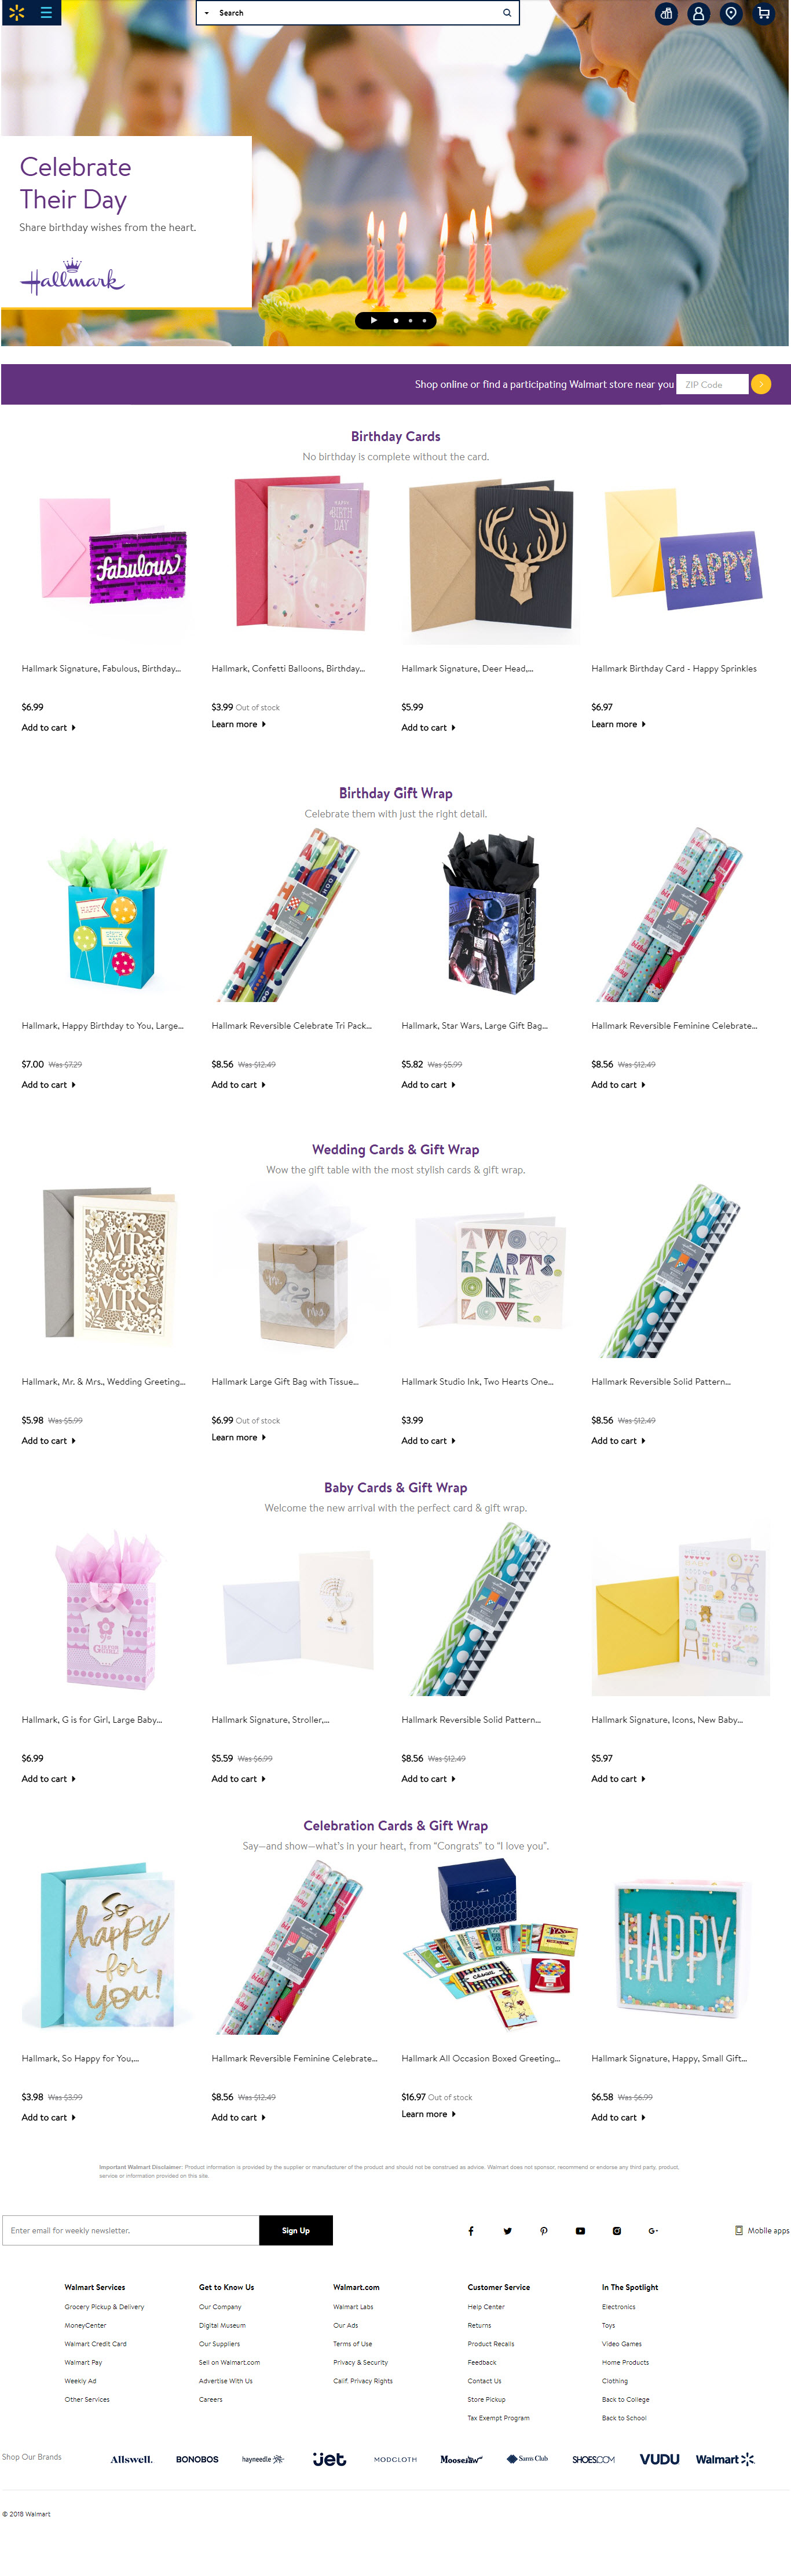 Search
Celebrate
Their Day
Share birthday wishes from the heart.
Hallmark
Shop online or find a participating Walmart store near you ZIP Code
Birthday Cards
No birthday is complete without the card.
fabulous
HAPPY
BIRTH
DAY
HAPPY
Hallmark Signature, Fabulous, Birthday...
Hallmark, Confetti Balloons, Birthday...
Hallmark Signature, Deer Head,...
Hallmark Birthday Card - Happy Sprinkles
$6.99
$3.99 Out of stock
$5.99
$6.97
Add to cart
Learn more
Add to cart
Learn more
Birthday Gift Wrap
Celebrate them with just the right detail.
Hallmark, Happy Birthday to You, Large...
Hallmark Reversible Celebrate Tri Pack...
Hallmark, Star Wars, Large Gift Bag...
Hallmark Reversible Feminine Celebrate...
$7.00 Was $7.29
$8.56 Was $12.49
$5.82 Was $5.99
$8.56 Was $12.49
Add to cart
Add to cart
Add to cart
Add to cart
Wedding Cards & Gift Wrap
Wow the gift table with the most stylish cards & gift wrap.
MR
&
MRS
TWO
HEARTS
ONE
LOVE
Hallmark, Mr. & Mrs., Wedding Greeting...
Hallmark Large Gift Bag with Tissue...
Hallmark Studio Ink, Two Hearts One...
Hallmark Reversible Solid Pattern...
$5.98 Was $5.99
$6.99 Out of stock
$3.99
$8.56 Was $12.49
Add to cart
Learn more
Add to cart
Add to cart
Baby Cards & Gift Wrap
Welcome the new arrival with the perfect card & gift wrap.
Hallmark, G is for Girl, Large Baby...
Hallmark Signature, Stroller,...
Hallmark Reversible Solid Pattern...
Hallmark Signature, Icons, New Baby...
$6.99
$5.59 Was $6.99
$8.56 Was $12.49
$5.97
Add to cart
Add to cart
Add to cart
Add to cart
Celebration Cards & Gift Wrap
Say—and show—what's in your heart, from “Congrats” to “I love you”.
So
happy
for
you!
HAPPY
Hallmark, So Happy for You,...
Hallmark Reversible Feminine Celebrate...
Hallmark All Occasion Boxed Greeting...
Hallmark Signature, Happy, Small Gift...
$3.98 Was $3.99
$8.56 Was $12.49
$16.97 Out of stock
$6.58 Was $6.99
Add to cart
Add to cart
Learn more
Add to cart
Important Walmart Disclaimer: Product information is provided by the supplier or manufacturer of the product and should not be construed as advice. Walmart does not sponsor, recommend or endorse any third party, product,
service or information provided on this site.
Enter email for weekly newsletter.
Sign Up
G+
Mobile apps
Walmart Services
Grocery Pickup & Delivery
MoneyCenter
Walmart Credit Card
Walmart Pay
Weekly Ad
Other Services
Get to Know Us
Our Company
Digital Museum
Our Suppliers
Sell on Walmart.com
Advertise With Us
Careers
Walmart.com
Walmart Labs
Our Ads
Terms of Use
Privacy & Security
Calif. Privacy Rights
Customer Service
Help Center
Returns
Product Recalls
Feedback
Contact Us
Store Pickup
Tax Exempt Program
In The Spotlight
Electronics
Toys
Video Games
Home Products
Clothing
Back to College
Back to School
Shop Our Brands
Allswell.
BONOBOS
hayneedle
jet
MODCLOTH
Moosejaw
Sam's Club
SHOES.COM
VUDU
Walmart
© 2018 Walmart